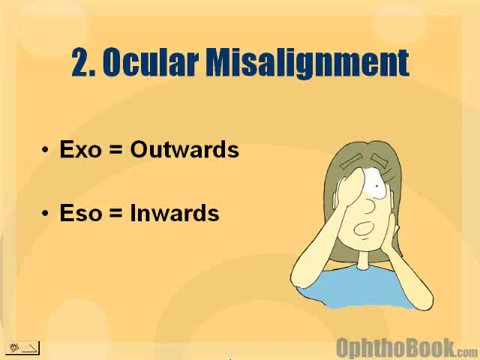 2. Ocular Misalignment
• Exo = Outwards
• Eso = Inwards
OphthoBook.com